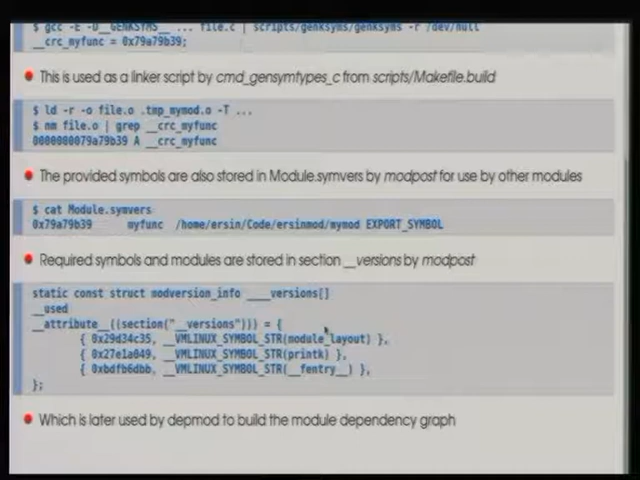 $ gcc -E -D__GENKSYMS__ ... file.c | scripts/genksyms/genksyms -r /dev/null
__crc_myfunc = 0x79a79b39;
This is used as a linker script by cmd_gensymtypes_c from scripts/Makefile.build
$ ld -r -o file.o .tmp_mymod.o -T ...
$ nm file.o | grep __crc_myfunc
0000000079a79b39 A __crc_myfunc
The provided symbols are also stored in Module.symvers by modpost for use by other modules
$ cat Module.symvers
0x79a79b39 myfunc /home/ersin/Code/ersinmod/mymod EXPORT_SYMBOL
Required symbols and modules are stored in section __versions by modpost
static const struct modversion_info ____versions[]
__used
__attribute__((section("__versions"))) = {
{ 0x29d34c35, __VMLINUX_SYMBOL_STR(module_layout) },
{ 0x27e1a049, __VMLINUX_SYMBOL_STR(printk) },
{ 0xbdfb6dbb, __VMLINUX_SYMBOL_STR(__fentry__) },
};
Which is later used by depmod to build the module dependency graph